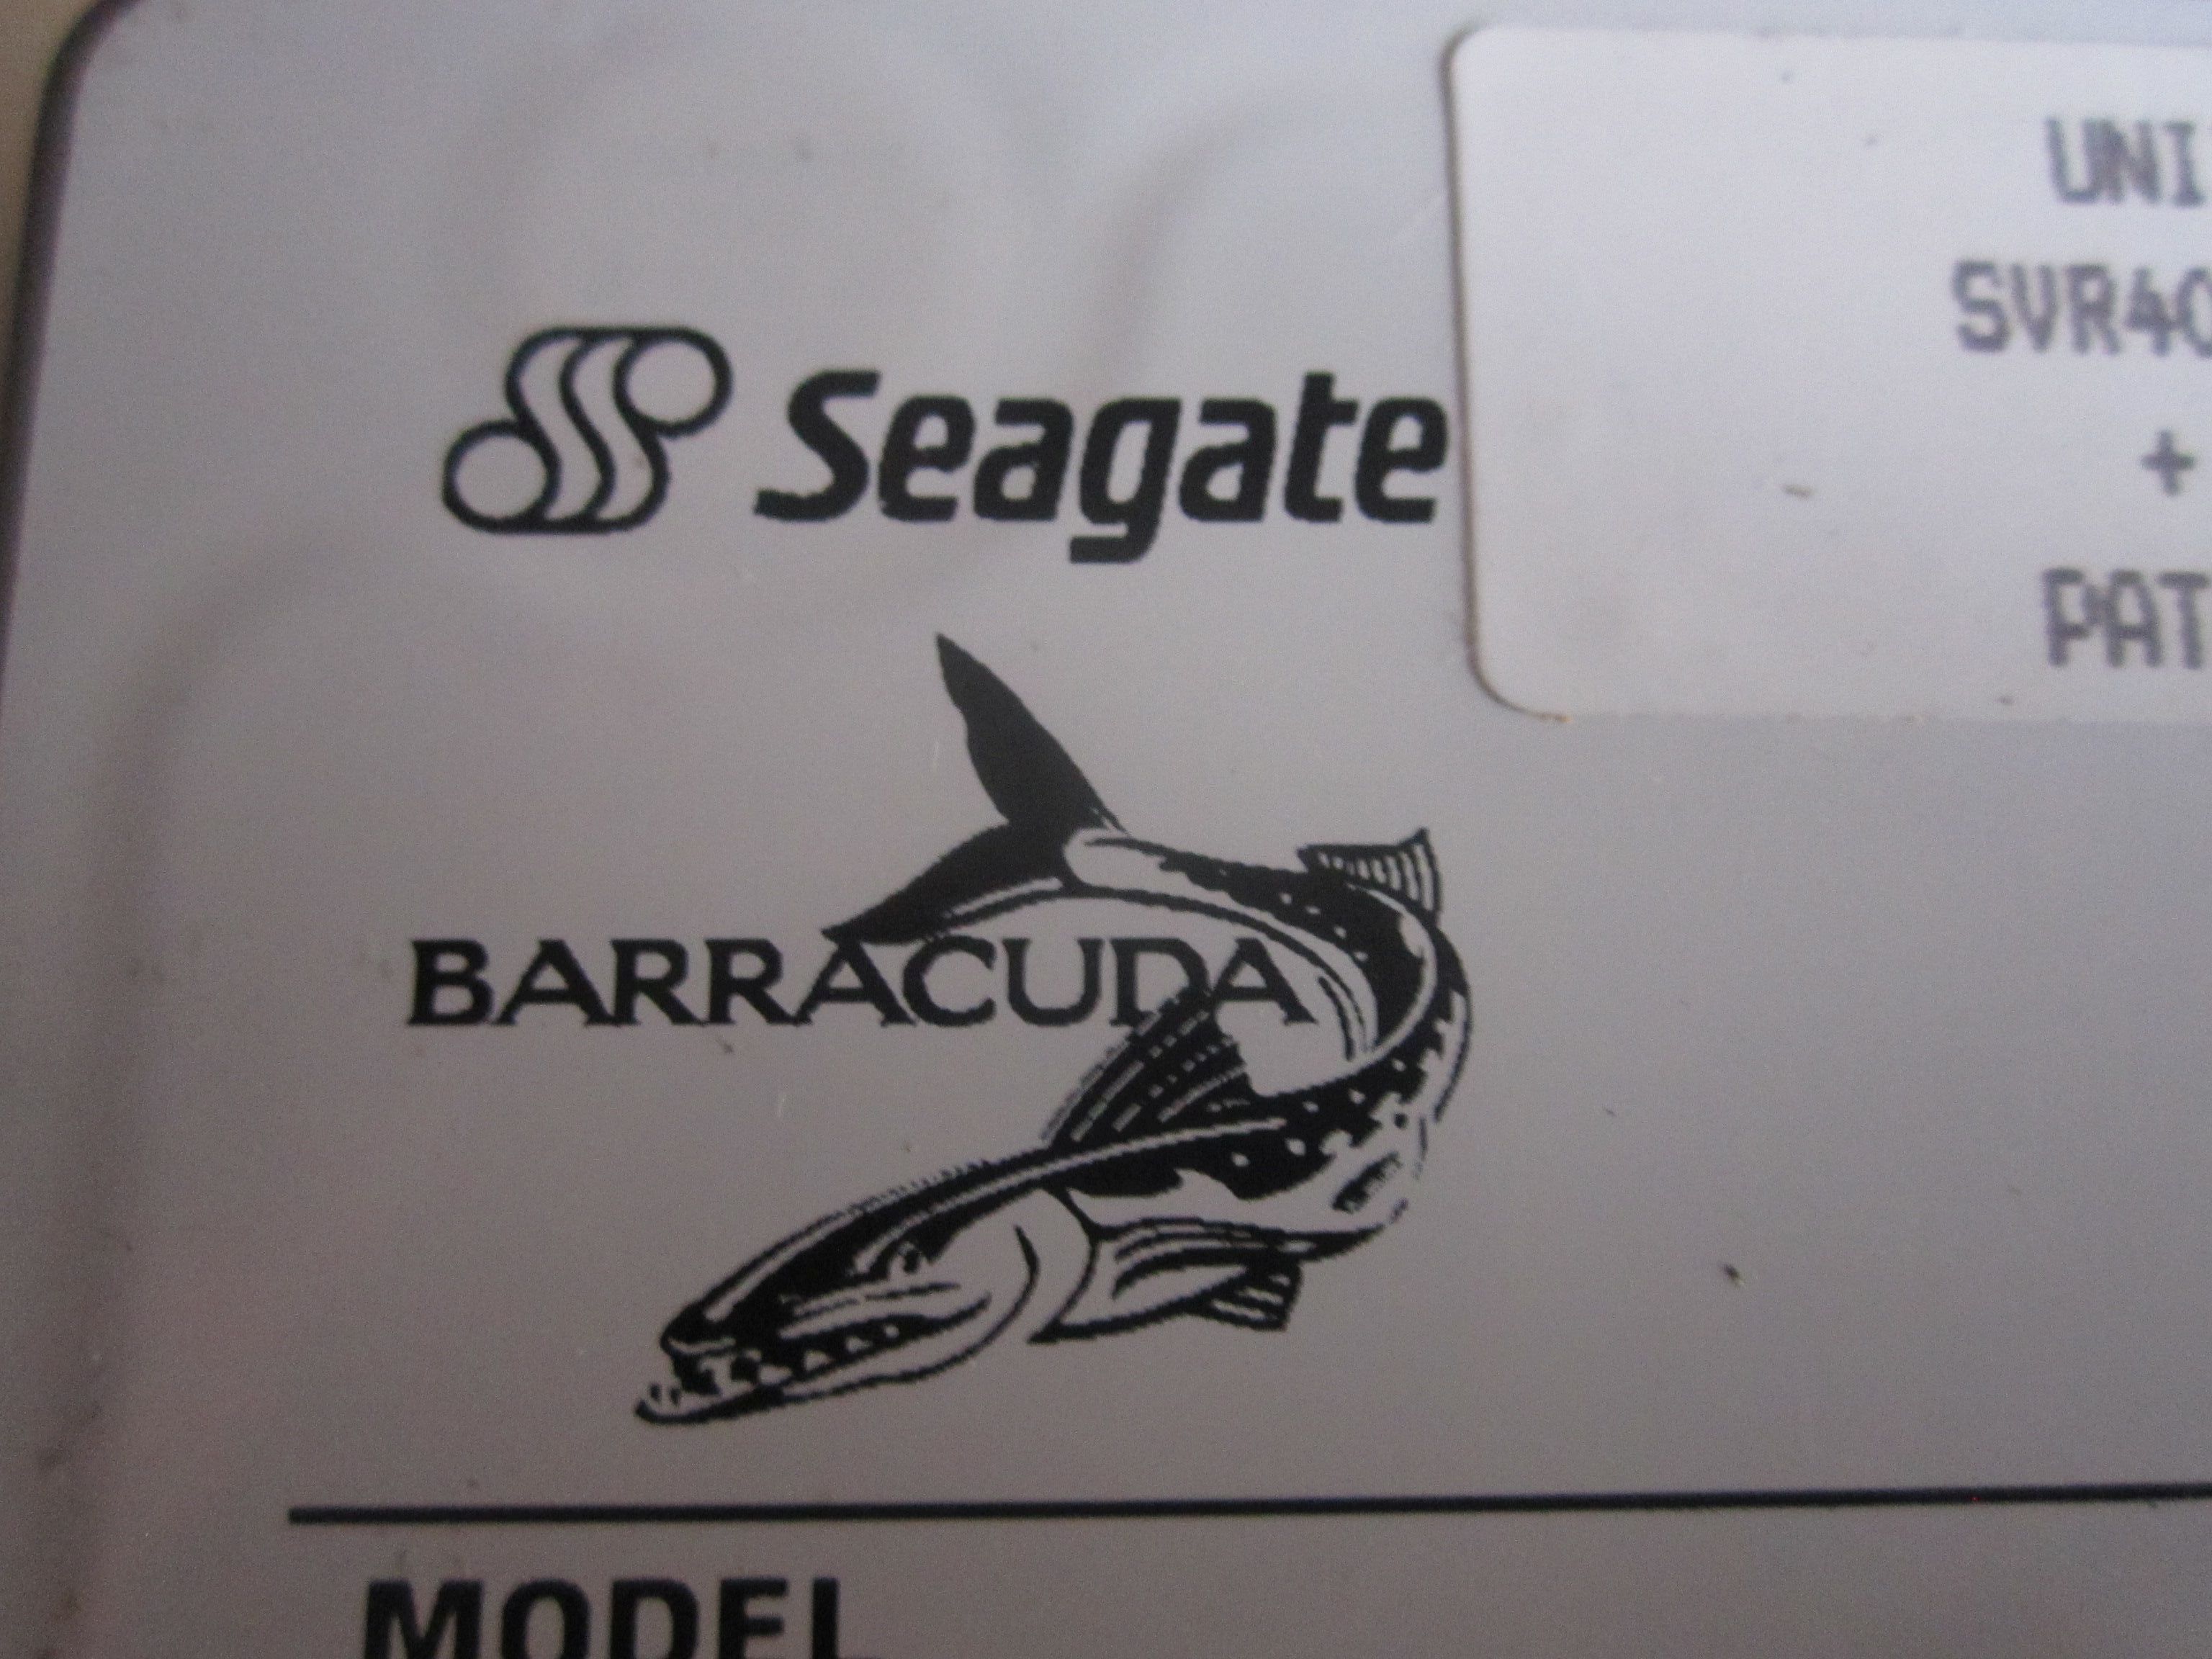 Seagate
BARRACUDA
MODEL
UNI
SVR40
+
PAT